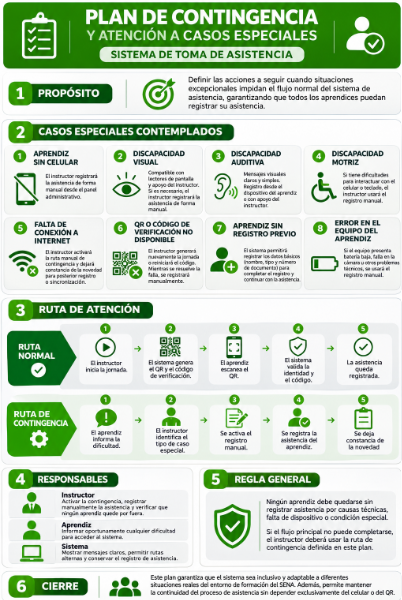 PLAN DE CONTINGENCIA
Y ATENCIÓN A CASOS ESPECIALES
SISTEMA DE TOMA DE ASISTENCIA
1 PROPÓSITO
Definir las acciones a seguir cuando situaciones
excepcionales impidan el flujo normal del sistema de
asistencia, garantizando que todos los aprendices puedan
registrar su asistencia.
2 CASOS ESPECIALES CONTEMPLADOS
1 APRENDIZ
SIN CELULAR
El instructor registrará
la asistencia de forma
manual desde el panel
administrativo.
2 DISCAPACIDAD
VISUAL
Compatible con
lectores de pantalla
y apoyo del instructor.
Si es necesario, el
instructor registrará la
asistencia de forma
manual.
3 DISCAPACIDAD
AUDITIVA
Mensajes visuales
claros y simples.
Registro desde el
dispositivo del aprendiz
o con apoyo del
instructor.
4 DISCAPACIDAD
MOTRIZ
Si tiene dificultades
para interactuar con el
celular o teclado, el
instructor usará el
registro manual.
5 FALTA DE
CONEXIÓN A
INTERNET
El instructor activará
la ruta manual de
contingencia y dejará
constancia de la novedad
para posterior registro
o sincronización.
6 QR O CÓDIGO DE
VERIFICACIÓN NO
DISPONIBLE
El instructor generará
nuevamente la jornada
o reiniciará el código.
Mientras se resuelve la
falla, se registrará
manualmente.
7 APRENDIZ SIN
REGISTRO PREVIO
El sistema permitirá
registrar los datos básicos
(nombre, tipo y número
de documento) para
completar el registro y
continuar con la asistencia.
8 ERROR EN EL
EQUIPO DEL
APRENDIZ
Si el equipo presenta
batería baja, falla en la
cámara u otros problemas
técnicos, se usará el
registro manual.
3 RUTA DE ATENCIÓN
RUTA
NORMAL
1
El instructor
inicia la jornada.
2
El sistema genera
el QR y el código
de verificación.
3
El aprendiz
escanea el QR.
4
El sistema
valida la
identidad y
el código.
5
La asistencia
queda
registrada.
RUTA DE
CONTINGENCIA
1
El aprendiz
informa la
dificultad.
2
El instructor
identifica el
tipo de caso
especial.
3
Se activa el
registro
manual.
4
Se registra la
asistencia del
aprendiz.
5
Se deja
constancia de
la novedad.
4 RESPONSABLES
Instructor
Activar la contingencia, registrar
manualmente la asistencia y verificar que
ningún aprendiz quede por fuera.
Aprendiz
Informar oportunamente cualquier dificultad
para acceder al sistema.
Sistema
Mostrar mensajes claros, permitir rutas
alternas y conservar el registro de asistencia.
5 REGLA GENERAL
Ningún aprendiz debe quedarse sin
registrar asistencia por causas técnicas,
falta de dispositivo o condición especial.
Si el flujo principal no puede completarse,
el instructor deberá usar la ruta de
contingencia definida en este plan.
6 CIERRE
Este plan garantiza que el sistema sea inclusivo y adaptable a diferentes
situaciones reales del entorno de formación del SENA. Además, permite mantener
la continuidad del proceso de asistencia sin depender exclusivamente del celular o del QR.